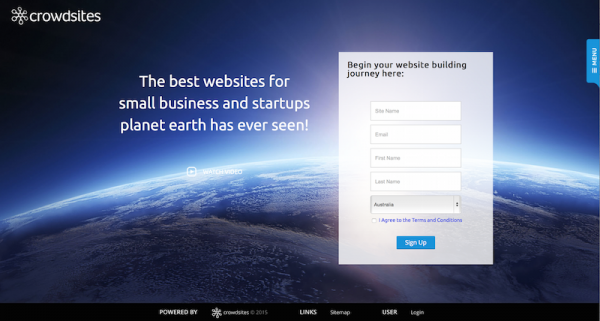 crowdsites
MENU
The best websites for
small business and startups
planet earth has ever seen!
WATCH VIDEO
Begin your website building
journey here:
Site Name
Email
First Name
Last Name
Australia
I Agree to the Terms and Conditions
Sign Up
POWERED BY
crowdsites © 2015
LINKS
Sitemap
USER
Login